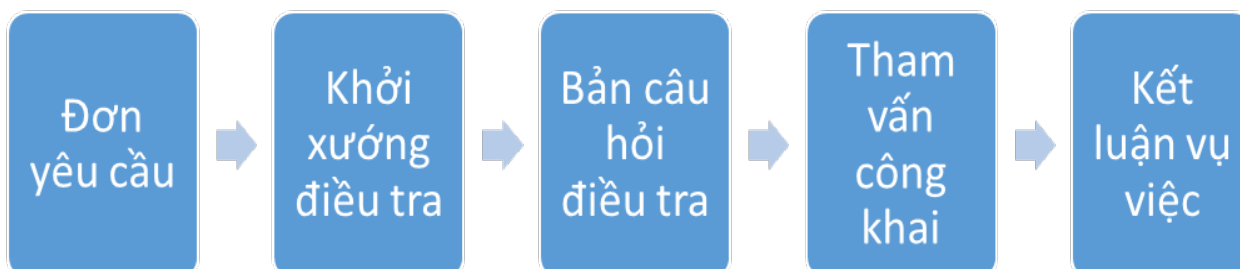 Đơn
yêu cầu
Khởi
xướng
điều tra
Bản câu
hỏi
điều tra
Tham
vấn
công
khai
Kết
luận vụ
việc